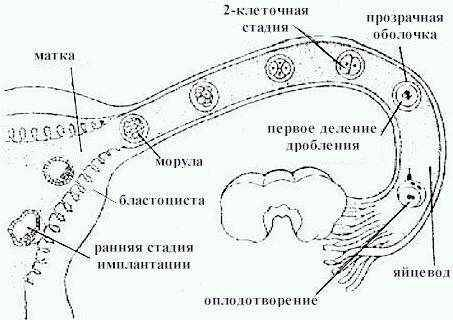 2-клеточная
стадия
прозрачная
оболочка
матка
первое деление
дробления
морула
бластоциста
ранняя стадия
имплантации
яйцевод
оплодотворение